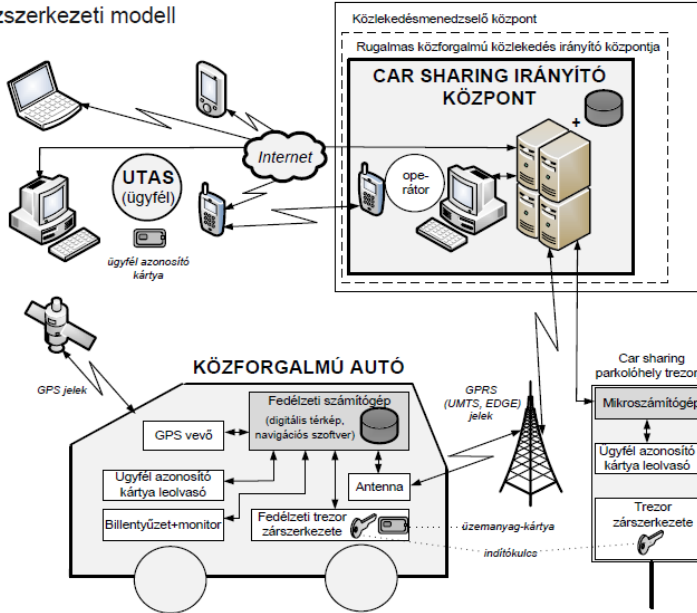 zszerkezeti modell
Közlekedésmenedzselő központ
Rugalmas közforgalmú közlekedés irányító központja
CAR SHARING IRÁNYÍTÓ
KÖZPONT
+
Internet
UTAS
(ügyfél)
ope-
rátor
ügyfél azonosító
kártya
GPS jelek
KÖZFORGALMÚ AUTÓ
Fedélzeti számítógép
(digitális térkép,
navigációs szoftver)
GPS vevő
Ügyfél azonosító
kártya leolvasó
Antenna
Billentyűzet+monitor
Fedélzeti trezor
zárszerkezete
GPRS
(UMTS, EDGE)
jelek
üzemanyag-kártya
indítókulcs
Car sharing
parkolóhely trezor
Mikroszámítógép
Ügyfél azonosító
kártya leolvasó
Trezor
zárszerkezete